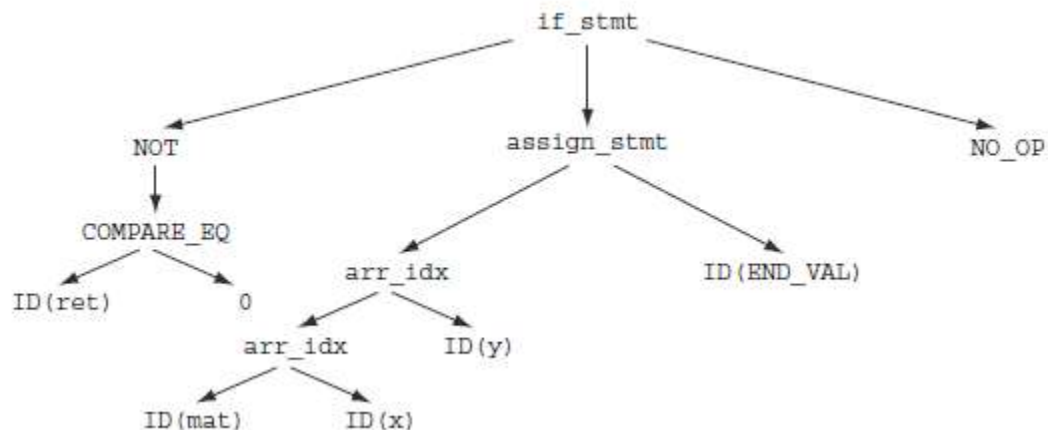 if_stmt
NOT
assign_stmt
NO_OP
COMPARE_EQ
arr_idx
ID(END_VAL)
ID(ret)
0
arr_idx
ID(y)
ID(mat)
ID(x)